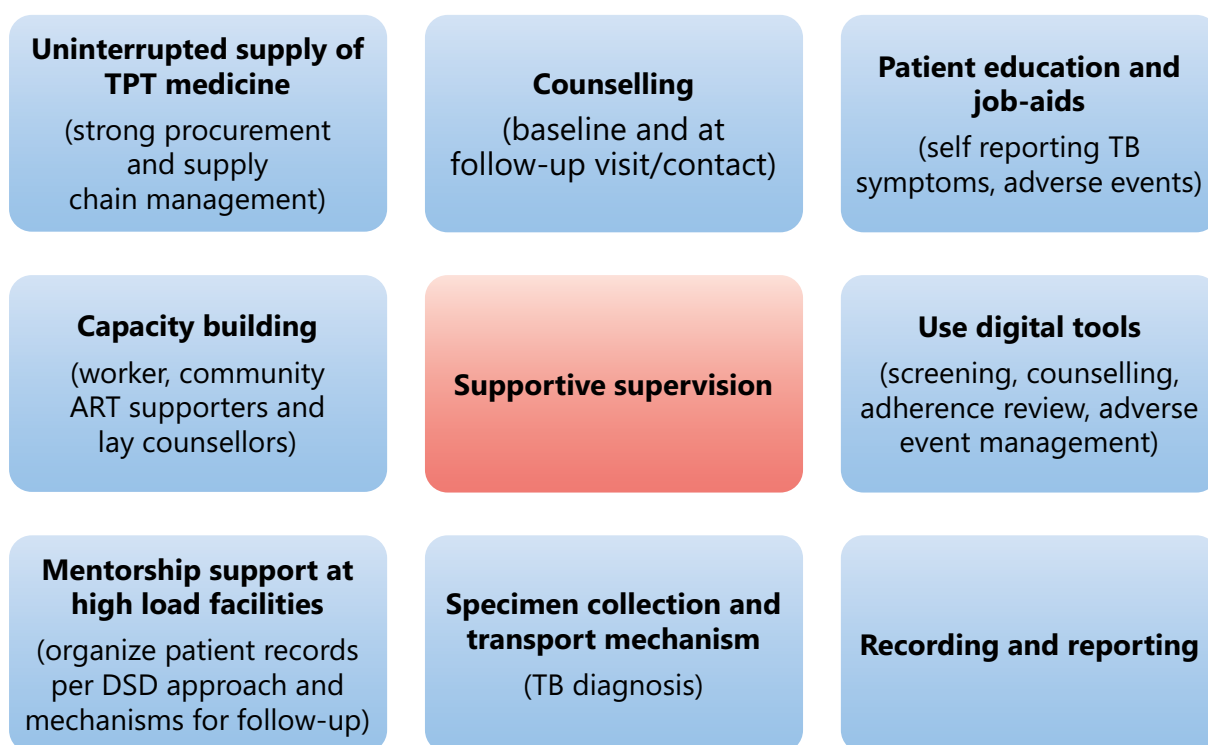 Uninterrupted supply of
TPT medicine
(strong procurement
and supply
chain management)
Counselling
(baseline and at
follow-up visit/contact)
Patient education and
job-aids
(self reporting TB
symptoms, adverse events)
Capacity building
(worker, community
ART supporters and
lay counsellors)
Supportive supervision
Use digital tools
(screening, counselling,
adherence review, adverse
event management)
Mentorship support at
high load facilities
(organize patient records
per DSD approach and
mechanisms for follow-up)
Specimen collection and
transport mechanism
(TB diagnosis)
Recording and reporting